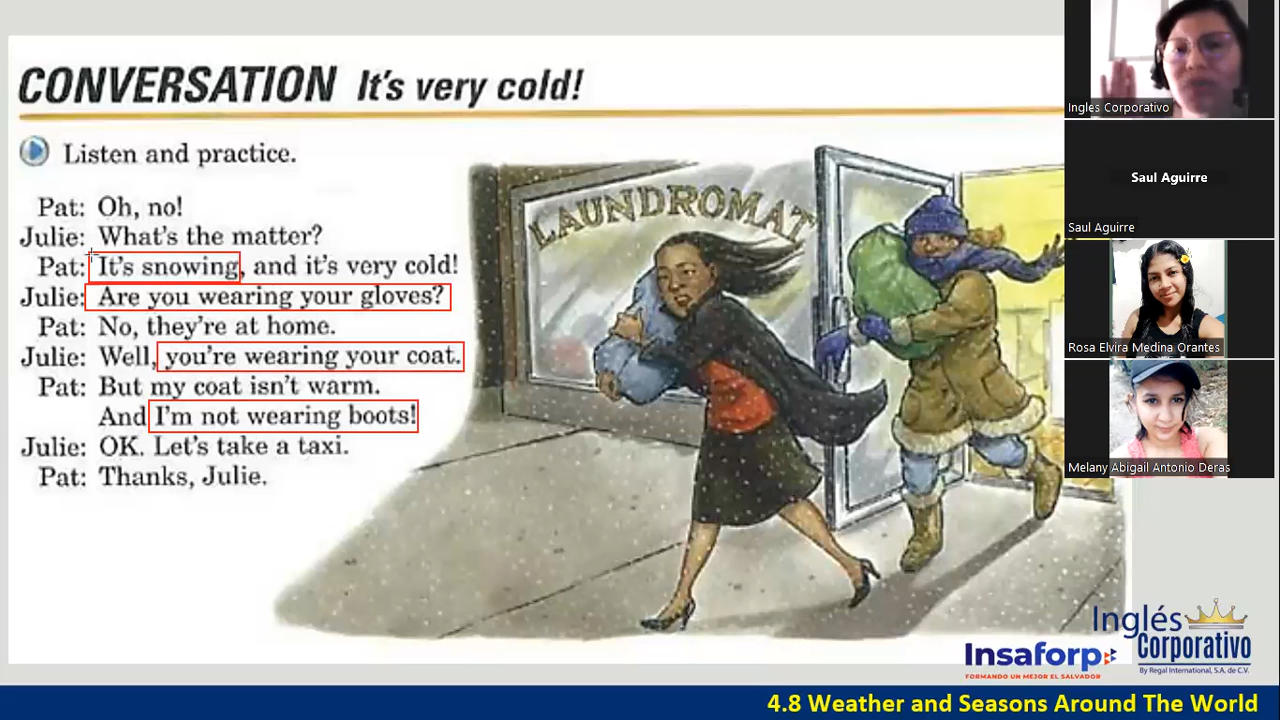 CONVERSATION It's very cold!
Listen and practice.
Pat: Oh, no!
Julie: What's the matter?
Pat: It's snowing, and it's very cold!
Julie: Are you wearing your gloves?
Pat: No, they're at home.
Julie: Well, you're wearing your coat.
Pat: But my coat isn't warm.
And I'm not wearing boots!
Julie: OK. Let's take a taxi.
Pat: Thanks, Julie.
LAUNDROMAT
Ingles Corporativo
Saul Aguirre
Saul Aguirre
Rosa Elvira Medina Orantes
Melany Abigail Antonio Deras
Insaforp
FORMANDO UN MEJOR EL SALVADOR
Inglés
Corporativo
By Regal International, S.A. de C.V.
4.8 Weather and Seasons Around The World